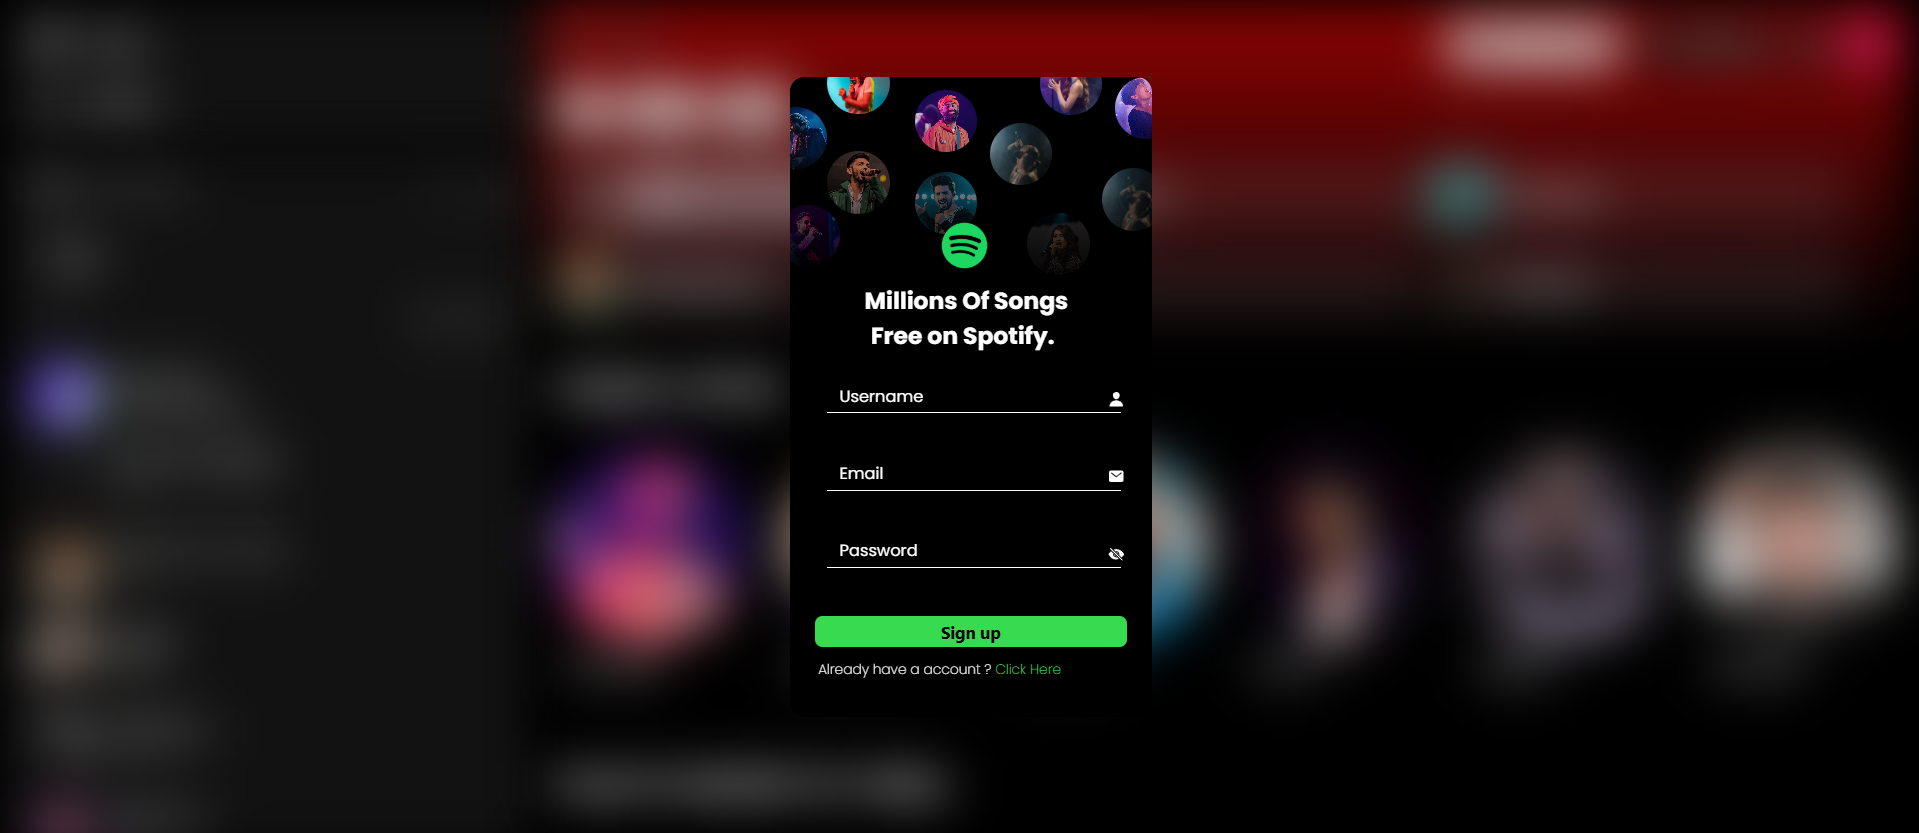 Millions Of Songs
Free on Spotify.
Username
Email
Password
Sign up
Already have a account ? Click Here